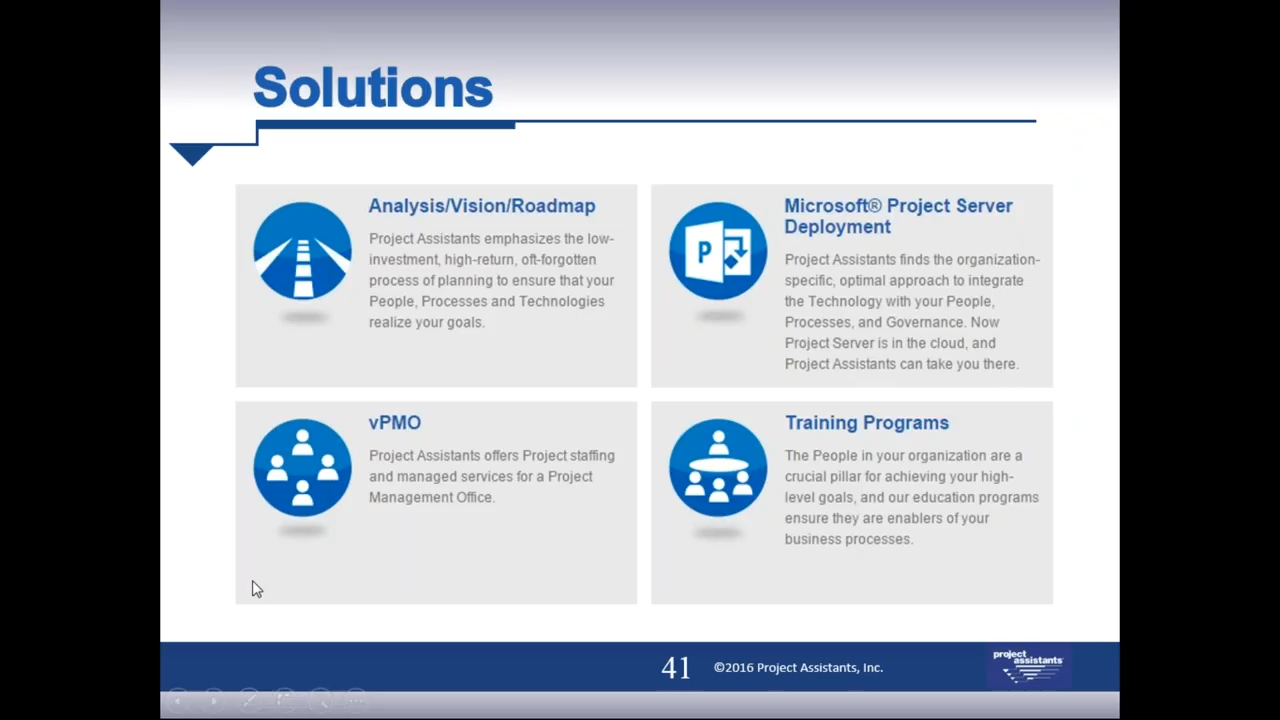 Solutions
Analysis/Vision/Roadmap
Project Assistants emphasizes the low-
investment, high-return, oft-forgotten
process of planning to ensure that your
People, Processes and Technologies
realize your goals.
Microsoft® Project Server
Deployment
Project Assistants finds the organization-
specific, optimal approach to integrate
the Technology with your People,
Processes, and Governance. Now
Project Server is in the cloud, and
Project Assistants can take you there.
P
vPMO
Project Assistants offers Project staffing
and managed services for a Project
Management Office.
Training Programs
The People in your organization are a
crucial pillar for achieving your high-
level goals, and our education programs
ensure they are enablers of your
business processes.
41
©2016 Project Assistants, Inc.
project
assistants